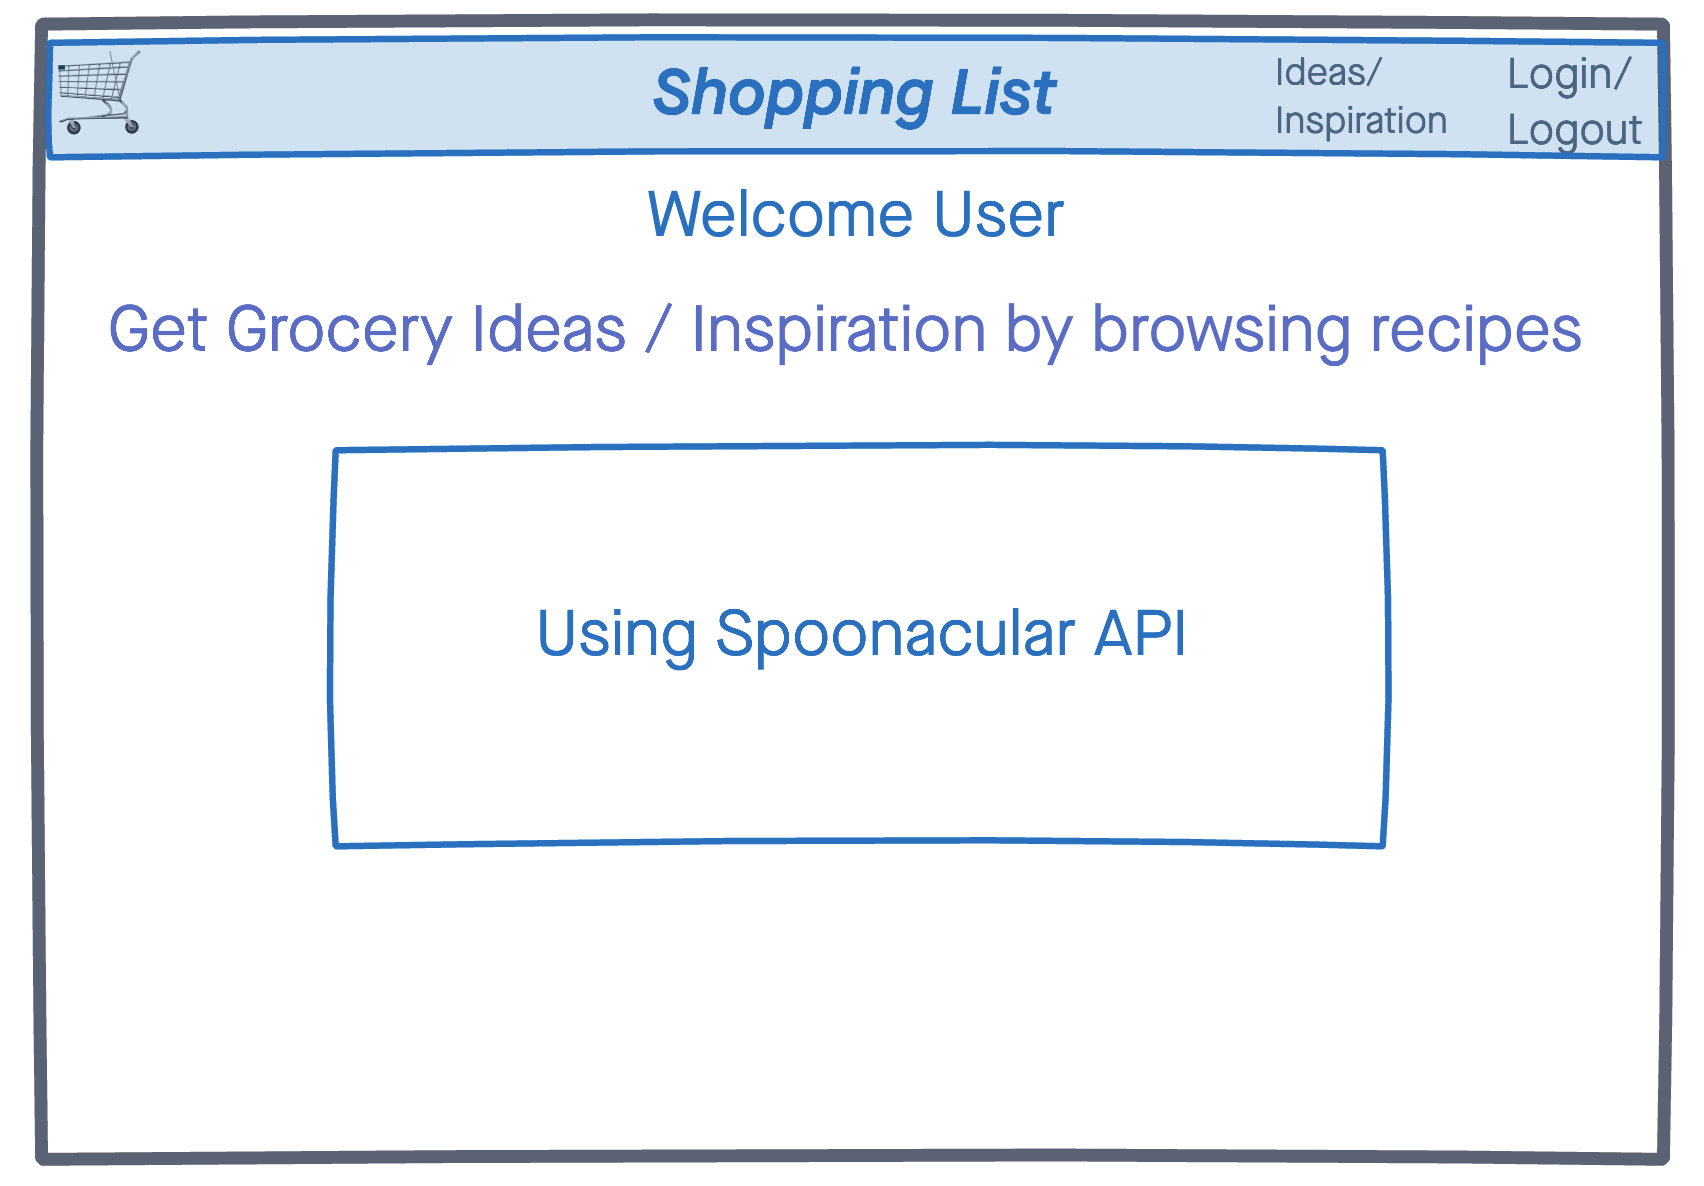 Shopping List
Ideas/
Inspiration
Login/
Logout
Welcome User
Get Grocery Ideas / Inspiration by browsing recipes
Using Spoonacular API